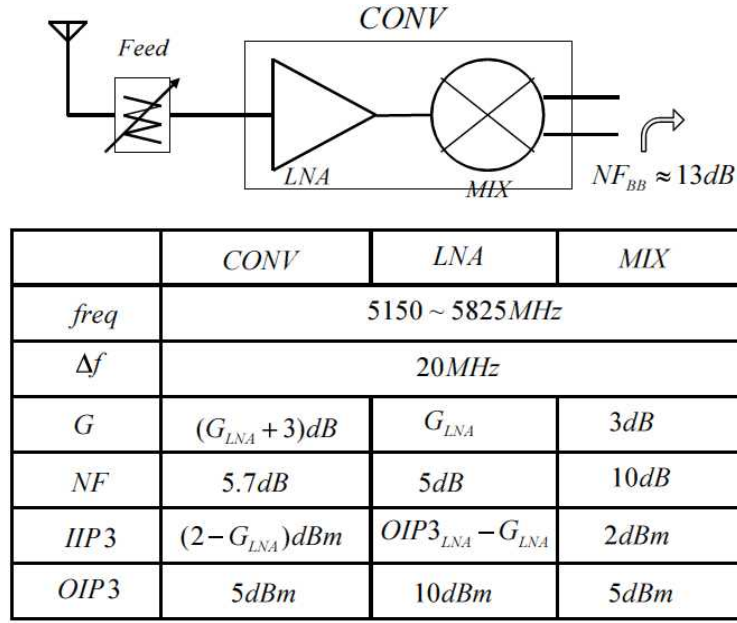 CONV
Feed
LNA
MIX
NF_BB ≈ 13dB
CONV LNA MIX
freq 5150 ~ 5825MHz
Δf 20MHz
G (G_LNA + 3)dB G_LNA 3dB
NF 5.7dB 5dB 10dB
IIP3 (2 − G_LNA)dBm OIP3_LNA − G_LNA 2dBm
OIP3 5dBm 10dBm 5dBm